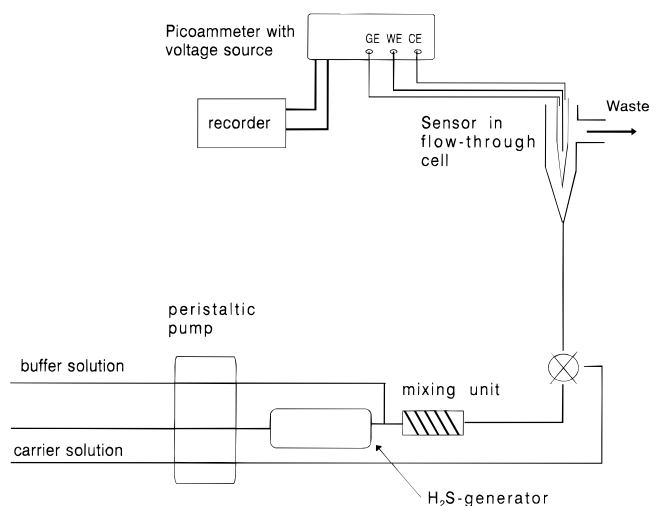 Picoammeter with
voltage source
GE WE CE
recorder
Sensor in
flow-through
cell
Waste
peristaltic
pump
buffer solution
mixing unit
carrier solution
H₂S-generator